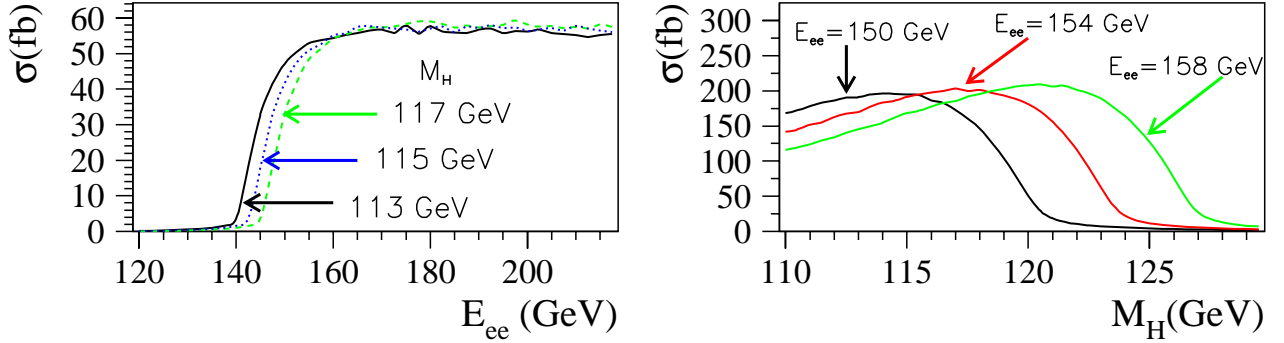 σ(fb)
60
50
40
30
20
10
0
M_H
117 GeV
115 GeV
113 GeV
120 140 160 180 200
E_ee (GeV)
σ(fb)
300
250
200
150
100
50
0
E_ee=150 GeV
E_ee=154 GeV
E_ee=158 GeV
110 115 120 125
M_H(GeV)